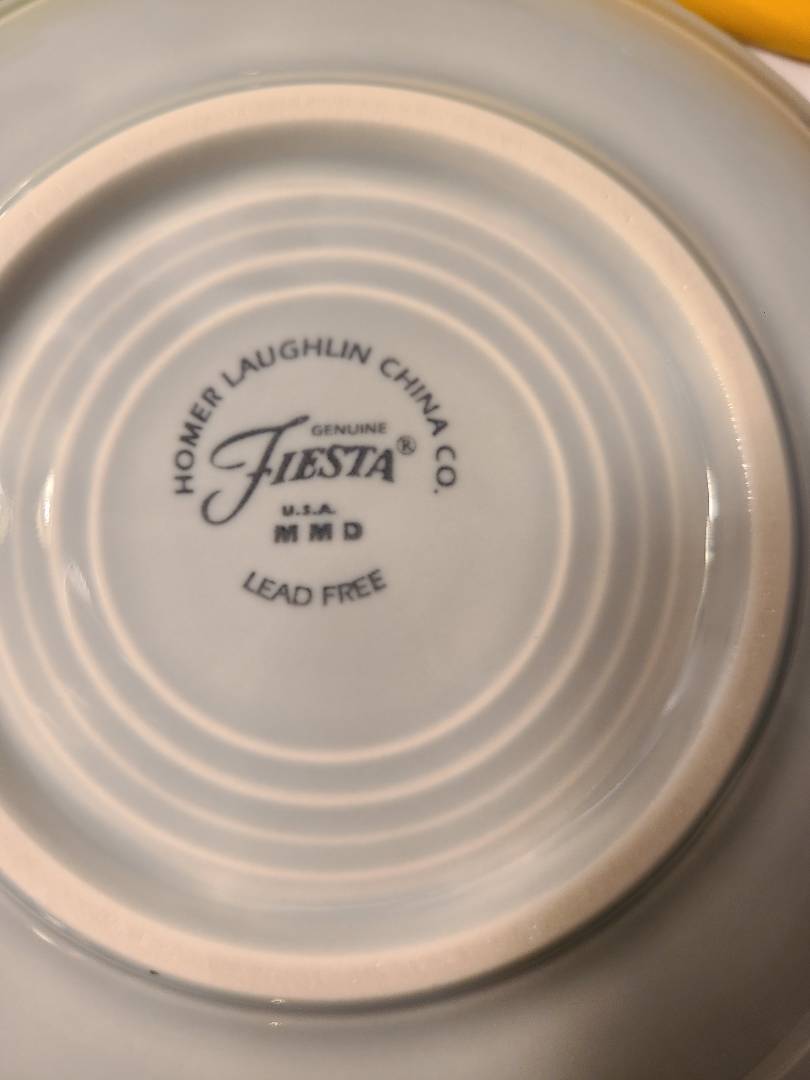 HOMER LAUGHLIN CHINA CO.
GENUINE
FIESTA®
U.S.A.
MMD
LEAD FREE